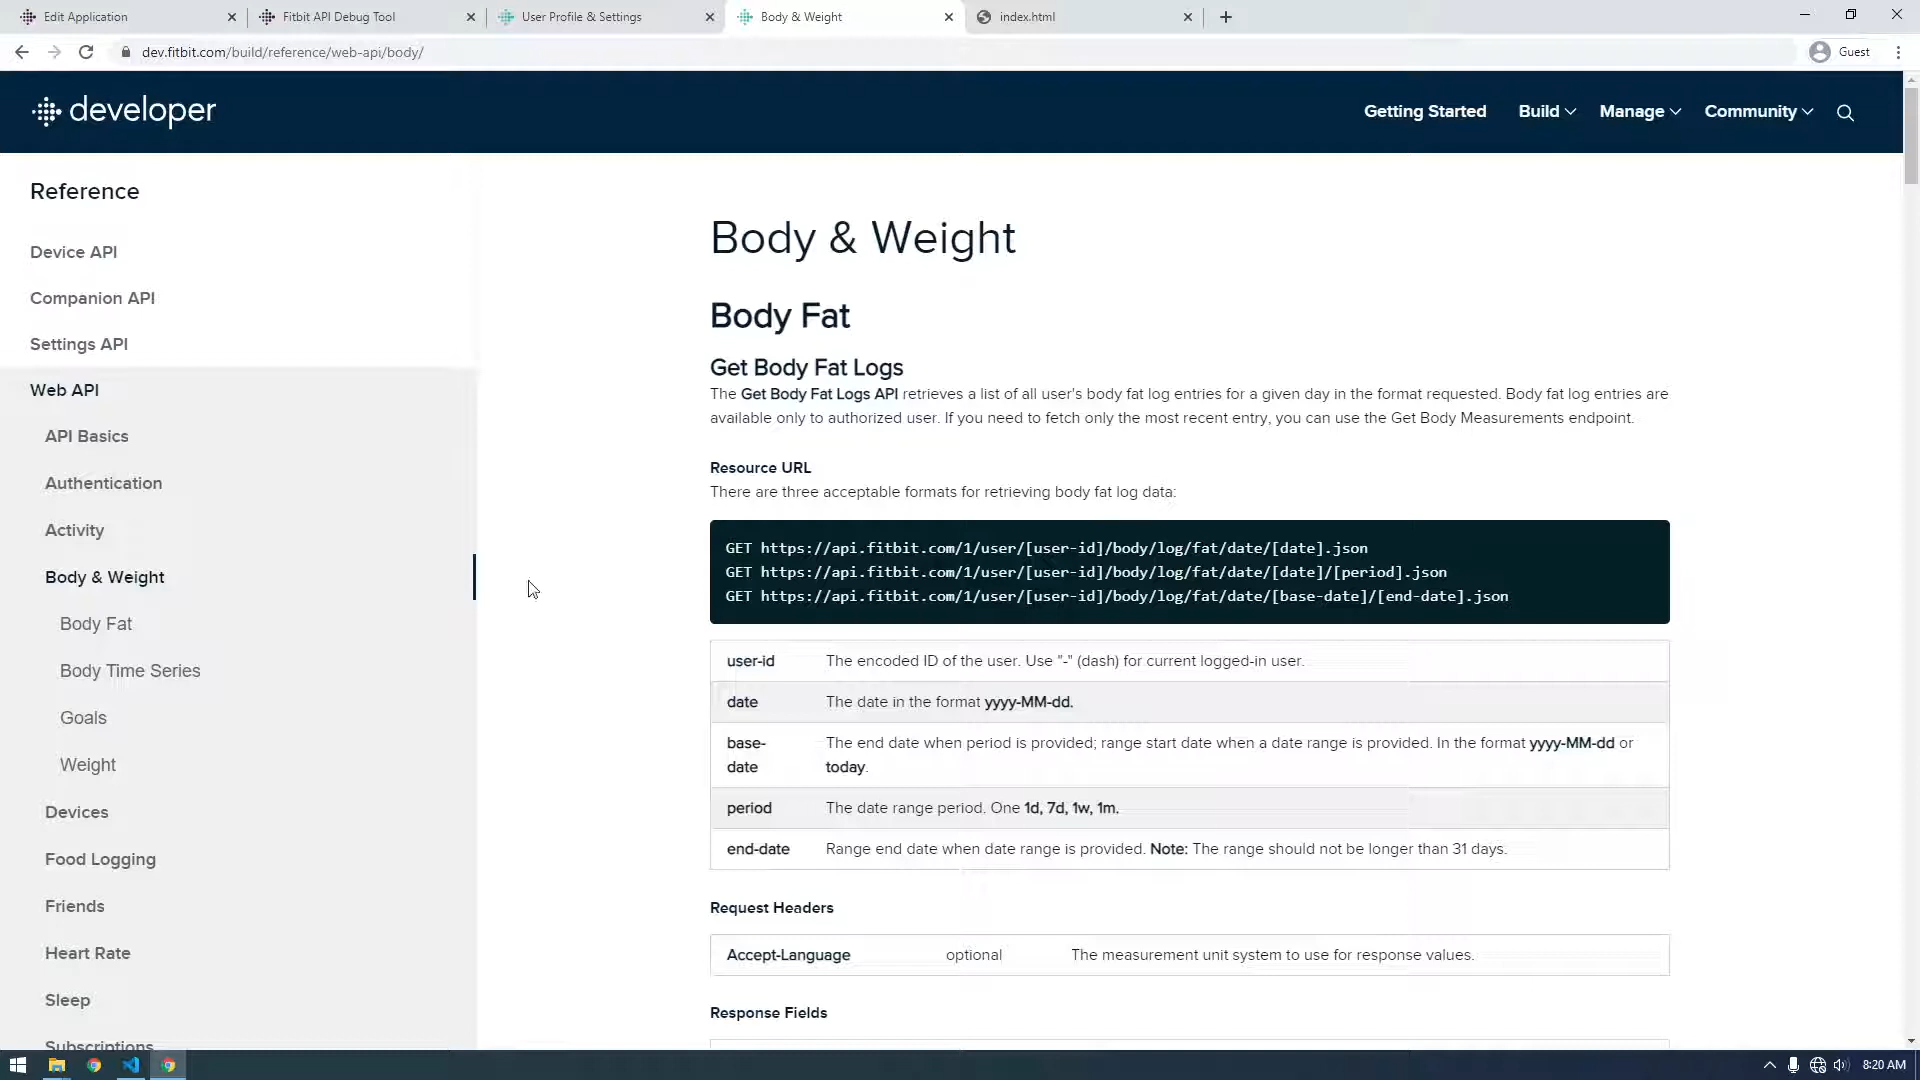 Edit Application
Fitbit API Debug Tool
User Profile & Settings
Body & Weight
index.html
dev.fitbit.com/build/reference/web-api/body/
Guest
developer
Getting Started
Build
Manage
Community
Reference
Device API
Companion API
Settings API
Web API
API Basics
Authentication
Activity
Body & Weight
Body Fat
Body Time Series
Goals
Weight
Devices
Food Logging
Friends
Heart Rate
Sleep
Subscriptions
Body & Weight
Body Fat
Get Body Fat Logs
The Get Body Fat Logs API retrieves a list of all user's body fat log entries for a given day in the format requested. Body fat log entries are
available only to authorized user. If you need to fetch only the most recent entry, you can use the Get Body Measurements endpoint.
Resource URL
There are three acceptable formats for retrieving body fat log data:
GET https://api.fitbit.com/1/user/[user-id]/body/log/fat/date/[date].json
GET https://api.fitbit.com/1/user/[user-id]/body/log/fat/date/[date]/[period].json
GET https://api.fitbit.com/1/user/[user-id]/body/log/fat/date/[base-date]/[end-date].json
user-id The encoded ID of the user. Use "-" (dash) for current logged-in user.
date The date in the format yyyy-MM-dd.
base- The end date when period is provided; range start date when a date range is provided. In the format yyyy-MM-dd or
date today.
period The date range period. One 1d, 7d, 1w, 1m.
end-date Range end date when date range is provided. Note: The range should not be longer than 31 days.
Request Headers
Accept-Language optional The measurement unit system to use for response values.
Response Fields
8:20 AM